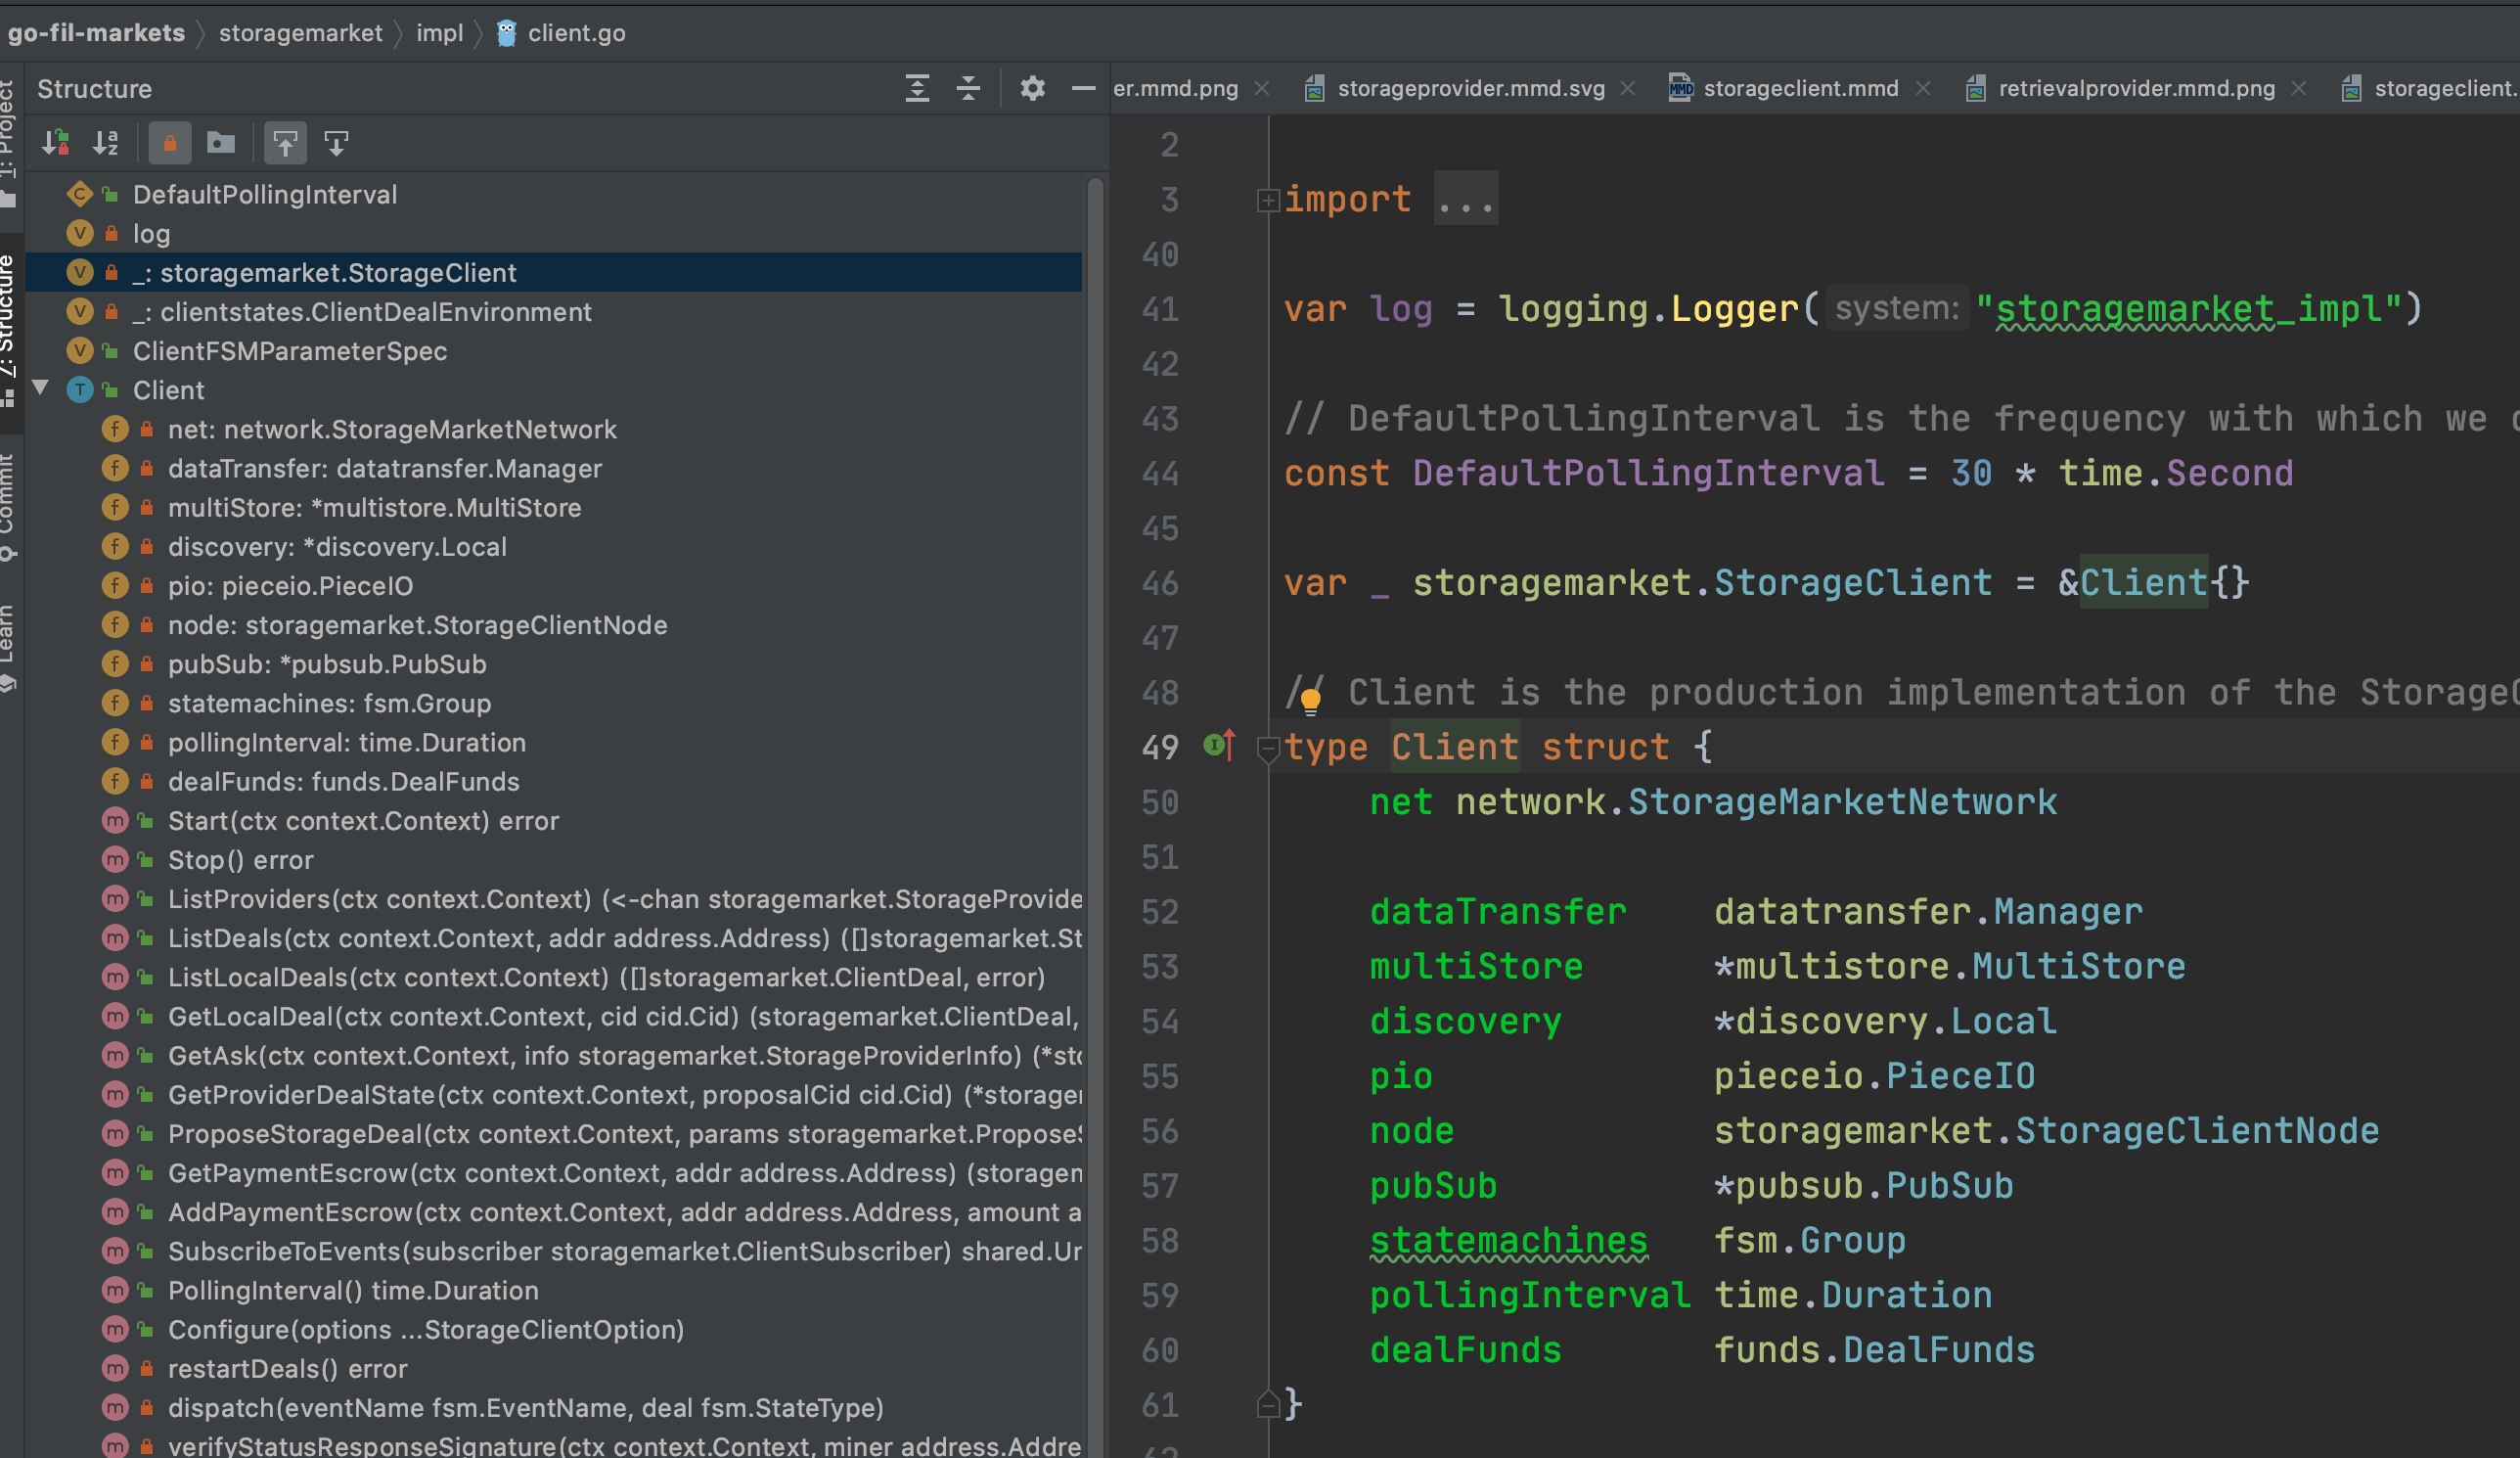 go-fil-markets storagemarket impl client.go
1: Project
7: Structure
Commit
Learn
Structure
er.mmd.png storageprovider.mmd.svg storageclient.mmd retrievalprovider.mmd.png storageclient.
DefaultPollingInterval
log
_: storagemarket.StorageClient
_: clientstates.ClientDealEnvironment
ClientFSMParameterSpec
Client
net: network.StorageMarketNetwork
dataTransfer: datatransfer.Manager
multiStore: *multistore.MultiStore
discovery: *discovery.Local
pio: pieceio.PieceIO
node: storagemarket.StorageClientNode
pubSub: *pubsub.PubSub
statemachines: fsm.Group
pollingInterval: time.Duration
dealFunds: funds.DealFunds
Start(ctx context.Context) error
Stop() error
ListProviders(ctx context.Context) (<-chan storagemarket.StorageProvide
ListDeals(ctx context.Context, addr address.Address) ([]storagemarket.St
ListLocalDeals(ctx context.Context) ([]storagemarket.ClientDeal, error)
GetLocalDeal(ctx context.Context, cid cid.Cid) (storagemarket.ClientDeal,
GetAsk(ctx context.Context, info storagemarket.StorageProviderInfo) (*sto
GetProviderDealState(ctx context.Context, proposalCid cid.Cid) (*storage
ProposeStorageDeal(ctx context.Context, params storagemarket.Propose
GetPaymentEscrow(ctx context.Context, addr address.Address) (storagem
AddPaymentEscrow(ctx context.Context, addr address.Address, amount a
SubscribeToEvents(subscriber storagemarket.ClientSubscriber) shared.Un
PollingInterval() time.Duration
Configure(options ...StorageClientOption)
restartDeals() error
dispatch(eventName fsm.EventName, deal fsm.StateType)
verifyStatusResponseSignature(ctx context.Context, miner address.Addre
2
3 import ...
40
41 var log = logging.Logger( system: "storagemarket_impl")
42
43 // DefaultPollingInterval is the frequency with which we
44 const DefaultPollingInterval = 30 * time.Second
45
46 var _ storagemarket.StorageClient = &Client{}
47
48 // Client is the production implementation of the StorageC
49 type Client struct {
50 net network.StorageMarketNetwork
51
52 dataTransfer datatransfer.Manager
53 multiStore *multistore.MultiStore
54 discovery *discovery.Local
55 pio pieceio.PieceIO
56 node storagemarket.StorageClientNode
57 pubSub *pubsub.PubSub
58 statemachines fsm.Group
59 pollingInterval time.Duration
60 dealFunds funds.DealFunds
61 }